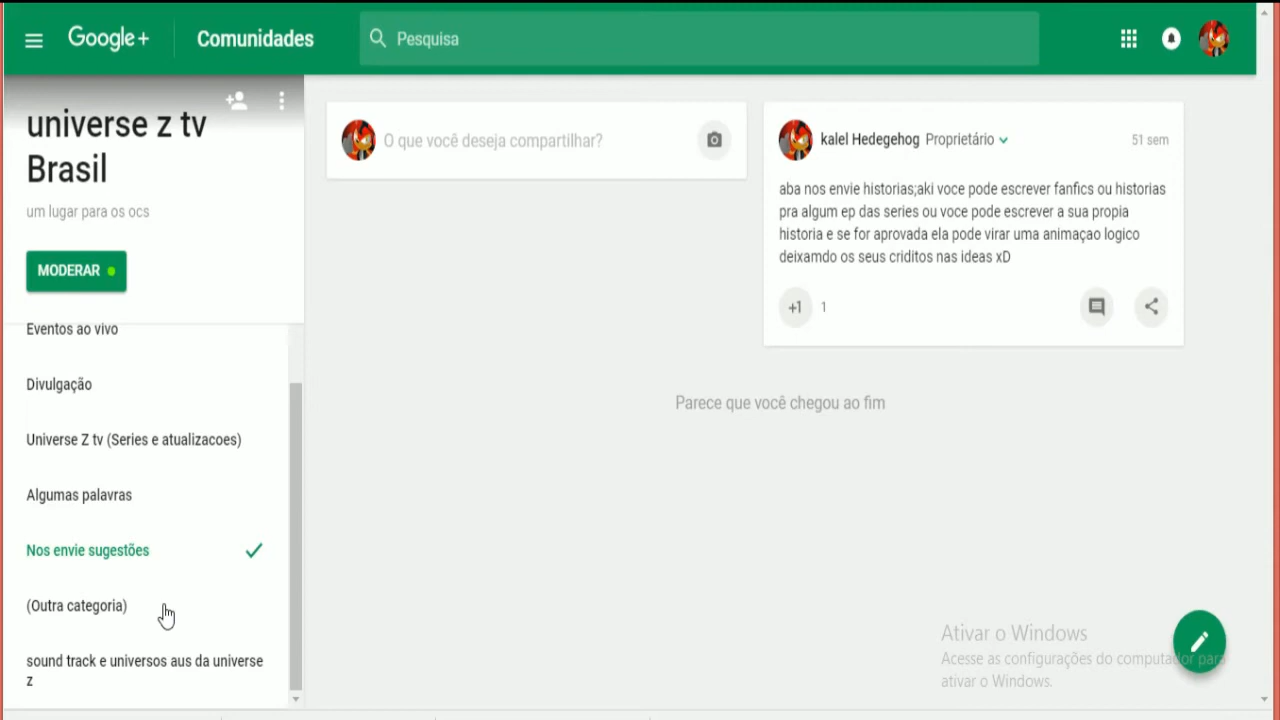 Google+
Comunidades
Pesquisa
universe z tv
Brasil
um lugar para os ocs
MODERAR
Eventos ao vivo
Divulgação
Universe Z tv (Series e atualizacoes)
Algumas palavras
Nos envie sugestões
(Outra categoria)
sound track e universos aus da universe
z
O que você deseja compartilhar?
kalel Hedegehog Proprietário
51 sem
aba nos envie historias;aki voce pode escrever fanfics ou historias
pra algum ep das series ou voce pode escrever a sua propia
historia e se for aprovada ela pode virar uma animaçao logico
deixamdo os seus criditos nas ideas xD
+1
1
Parece que você chegou ao fim
Ativar o Windows
Acesse as configurações do computador para
ativar o Windows.